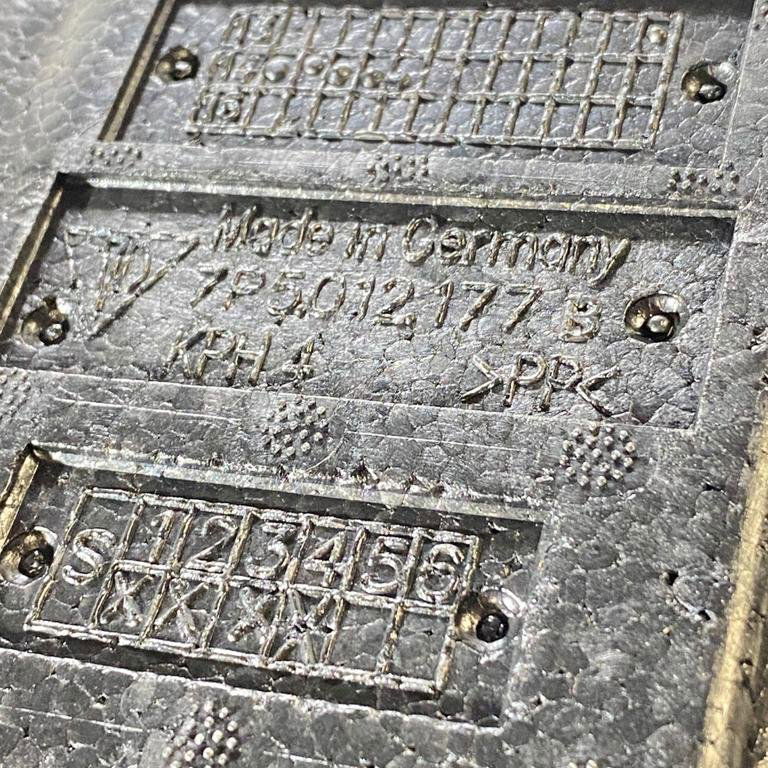 Made in Germany
7P5.012.177 B
KPH 4 >PP<
S 1 2 3 4 5 6
X X X X